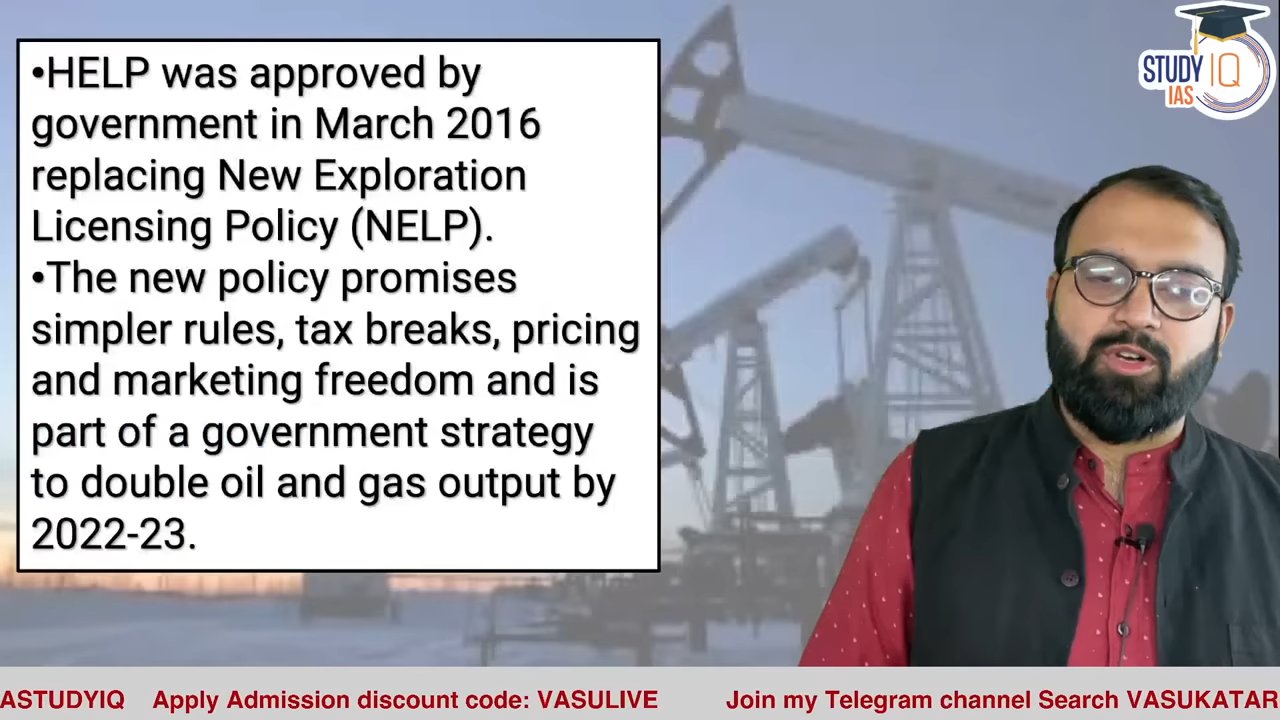 •HELP was approved by
government in March 2016
replacing New Exploration
Licensing Policy (NELP).
•The new policy promises
simpler rules, tax breaks, pricing
and marketing freedom and is
part of a government strategy
to double oil and gas output by
2022-23.
STUDY IQ
IAS
ASTUDYIQ Apply Admission discount code: VASULIVE Join my Telegram channel Search VASUKATAR